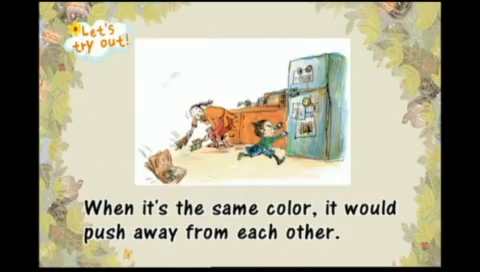 Let's
try out!
When it's the same color, it would
push away from each other.